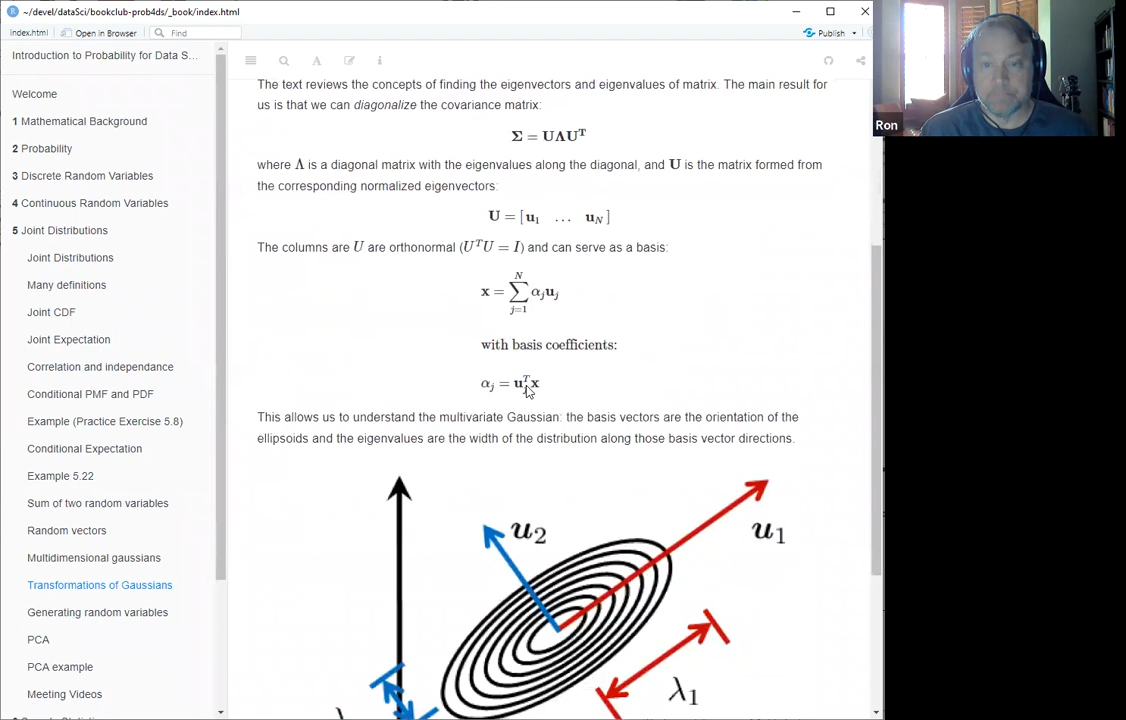 ~/devel/dataSci/bookclub-prob4ds/_book/index.html
index.html Open in Browser Find Publish
Introduction to Probability for Data S...
Welcome
1 Mathematical Background
2 Probability
3 Discrete Random Variables
4 Continuous Random Variables
5 Joint Distributions
Joint Distributions
Many definitions
Joint CDF
Joint Expectation
Correlation and independance
Conditional PMF and PDF
Example (Practice Exercise 5.8)
Conditional Expectation
Example 5.22
Sum of two random variables
Random vectors
Multidimensional gaussians
Transformations of Gaussians
Generating random variables
PCA
PCA example
Meeting Videos
The text reviews the concepts of finding the eigenvectors and eigenvalues of matrix. The main result for
us is that we can diagonalize the covariance matrix:
Σ = UΛUᵀ
where Λ is a diagonal matrix with the eigenvalues along the diagonal, and U is the matrix formed from
the corresponding normalized eigenvectors:
U = [ u₁ … u_N ]
The columns are U are orthonormal (UᵀU = I) and can serve as a basis:
x = ∑_{j=1}^{N} α_j u_j
with basis coefficients:
α_j = uᵀx
This allows us to understand the multivariate Gaussian: the basis vectors are the orientation of the
ellipsoids and the eigenvalues are the width of the distribution along those basis vector directions.
u₂
u₁
λ₁
Ron